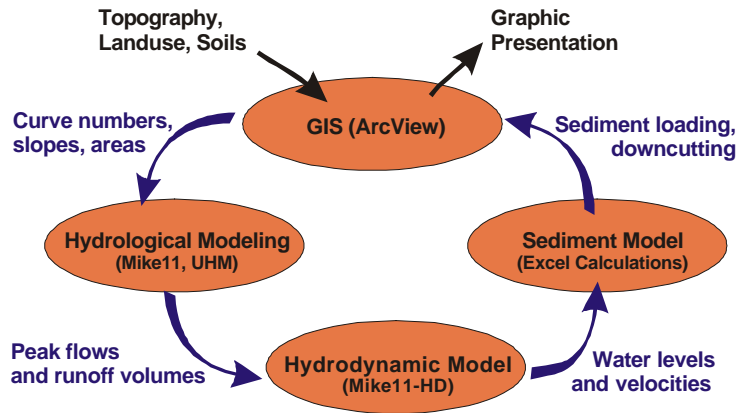 Topography,
Landuse, Soils
Graphic
Presentation
GIS (ArcView)
Curve numbers,
slopes, areas
Sediment loading,
downcutting
Hydrological Modeling
(Mike11, UHM)
Sediment Model
(Excel Calculations)
Peak flows
and runoff volumes
Hydrodynamic Model
(Mike11-HD)
Water levels
and velocities